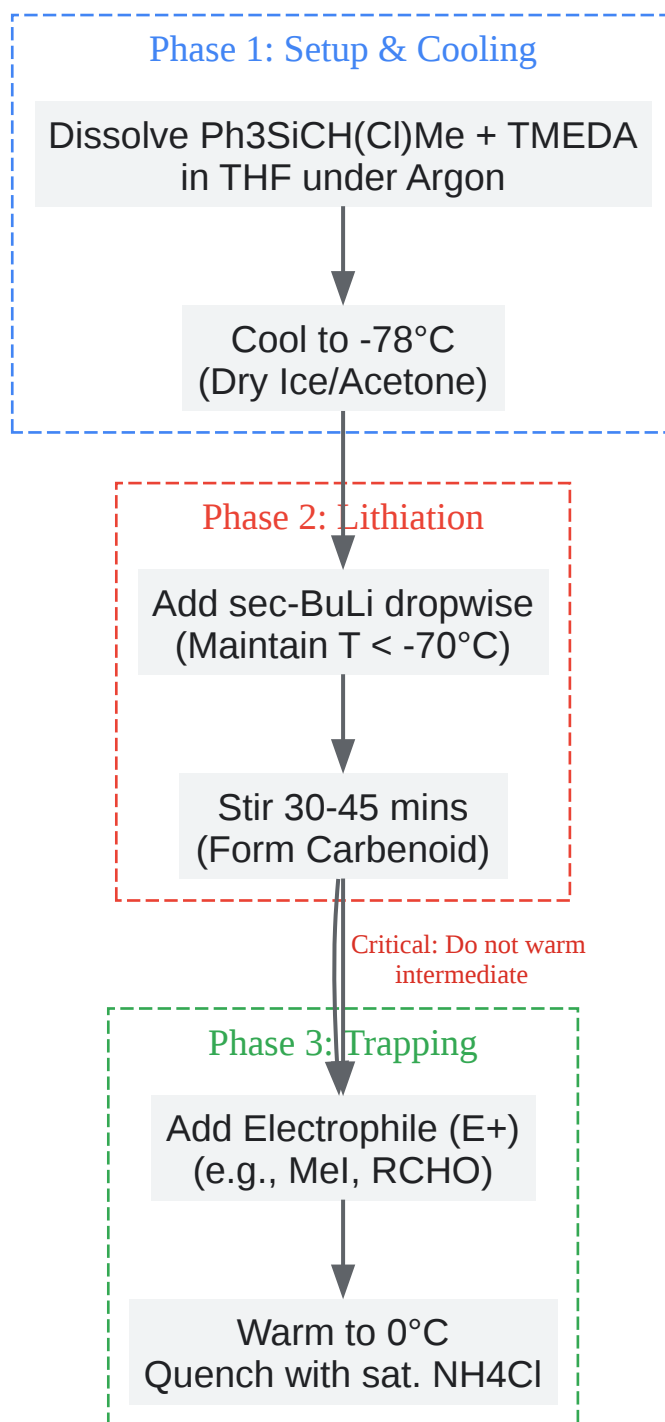 Phase 1: Setup & Cooling
Dissolve Ph3SiCH(Cl)Me + TMEDA
in THF under Argon
Cool to -78°C
(Dry Ice/Acetone)
Phase 2: Lithiation
Add sec-BuLi dropwise
(Maintain T < -70°C)
Stir 30-45 mins
(Form Carbenoid)
Critical: Do not warm
intermediate
Phase 3: Trapping
Add Electrophile (E+)
(e.g., MeI, RCHO)
Warm to 0°C
Quench with sat. NH4Cl